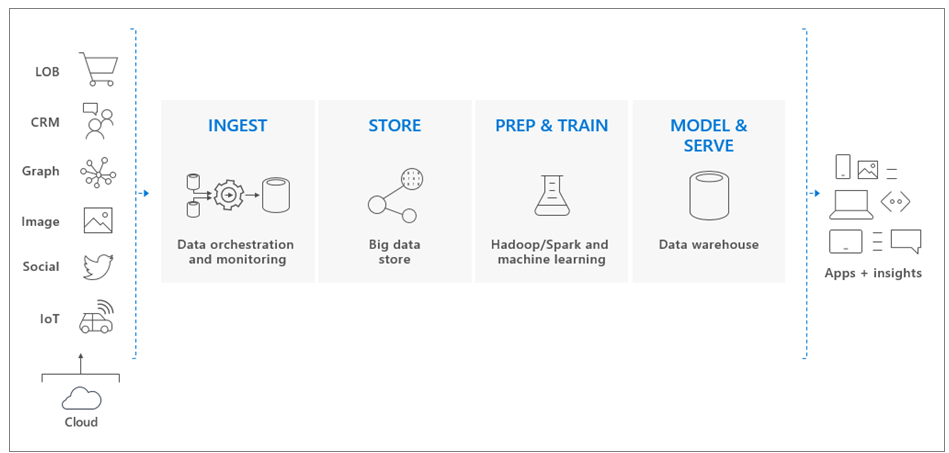 LOB
CRM
Graph
Image
Social
IoT
Cloud
INGEST
Data orchestration
and monitoring
STORE
Big data
store
PREP & TRAIN
Hadoop/Spark and
machine learning
MODEL &
SERVE
Data warehouse
Apps + insights